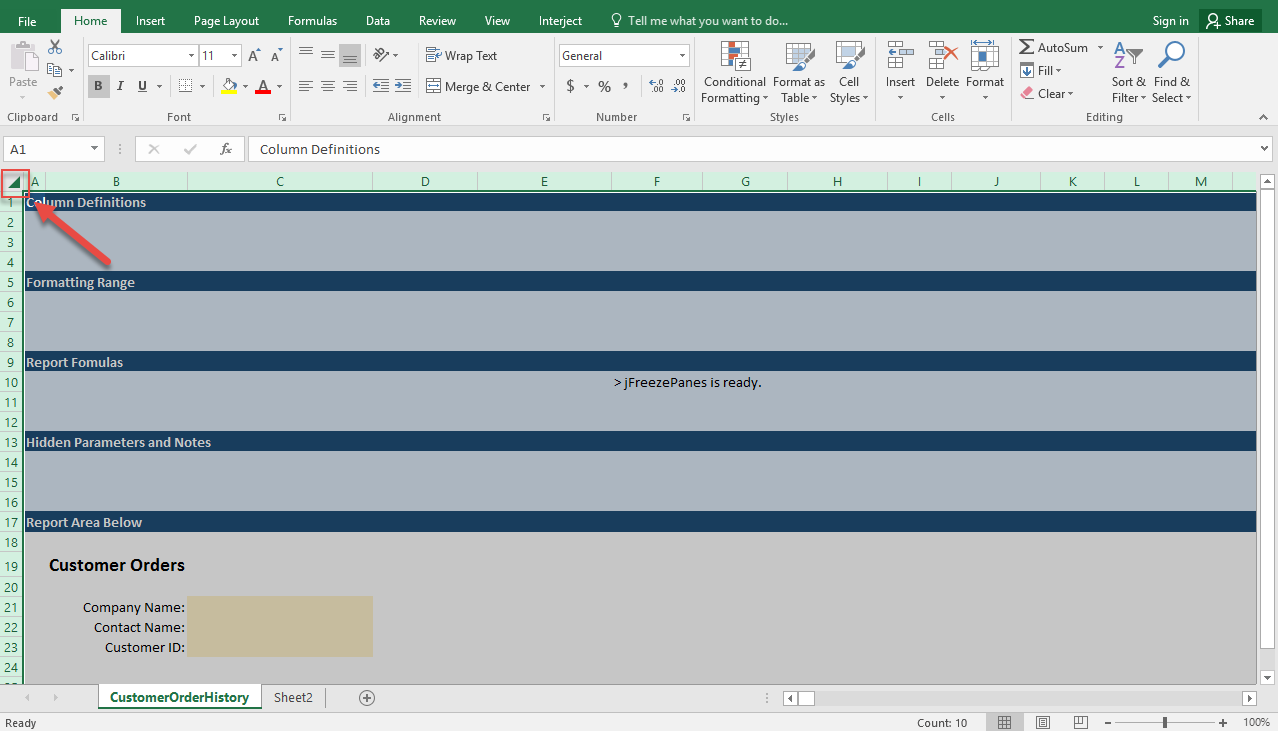 File Home Insert Page Layout Formulas Data Review View Interject Tell me what you want to do... Sign in Share
Paste
Clipboard
Calibri 11
B I U A
Font
Wrap Text
Merge & Center
Alignment
General
$ % ,
Number
Conditional Formatting
Format as Table
Cell Styles
Styles
Insert Delete Format
Cells
AutoSum
Fill
Clear
Sort & Filter
Find & Select
Editing
A1 fx Column Definitions
A B C D E F G H I J K L M
1 Column Definitions
2
3
4
5 Formatting Range
6
7
8
9 Report Fomulas
10 > jFreezePanes is ready.
11
12
13 Hidden Parameters and Notes
14
15
16
17 Report Area Below
18
19 Customer Orders
20
21 Company Name:
22 Contact Name:
23 Customer ID:
24
CustomerOrderHistory Sheet2
Ready Count: 10 100%